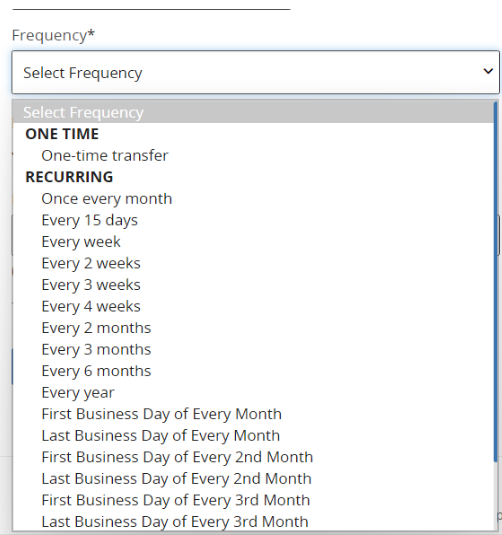 Frequency*
Select Frequency
Select Frequency
ONE TIME
One-time transfer
RECURRING
Once every month
Every 15 days
Every week
Every 2 weeks
Every 3 weeks
Every 4 weeks
Every 2 months
Every 3 months
Every 6 months
Every year
First Business Day of Every Month
Last Business Day of Every Month
First Business Day of Every 2nd Month
Last Business Day of Every 2nd Month
First Business Day of Every 3rd Month
Last Business Day of Every 3rd Month